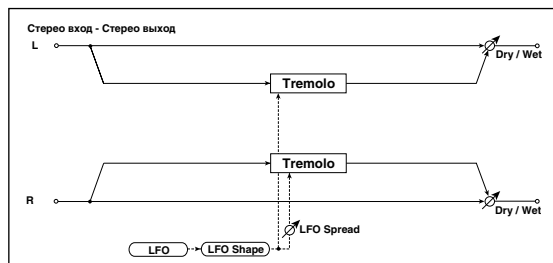 Стерео вход - Стерео выход
L
Dry / Wet
Tremolo
Tremolo
R
Dry / Wet
LFO Spread
LFO
LFO Shape